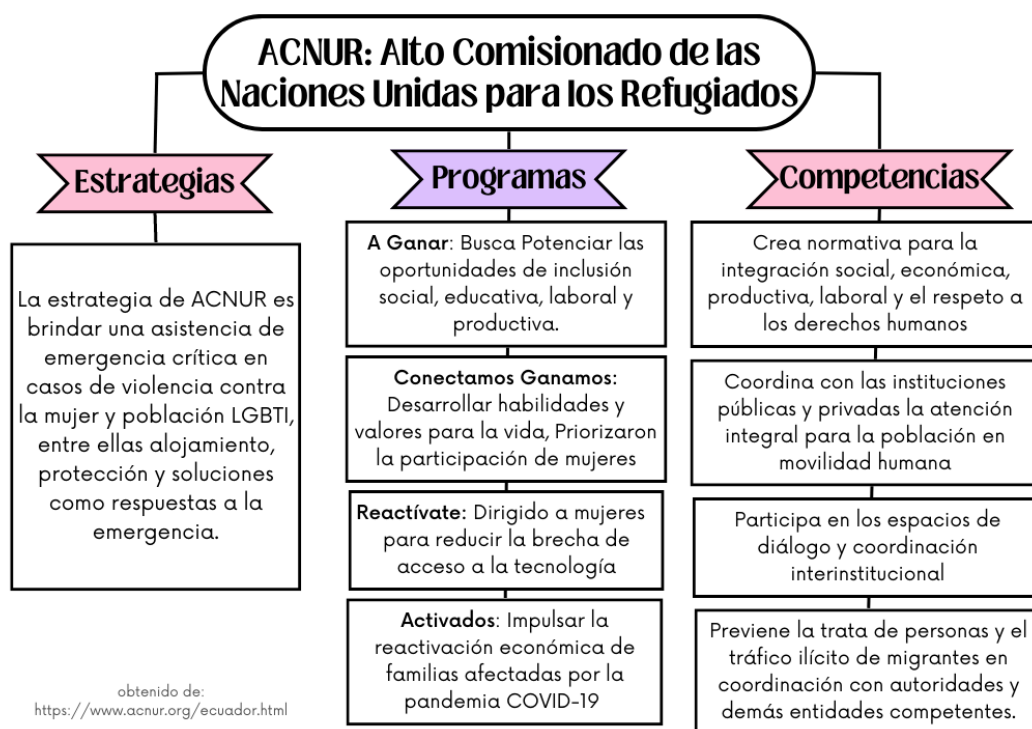 ACNUR: Alto Comisionado de las
Naciones Unidas para los Refugiados
Estrategias
La estrategia de ACNUR es
brindar una asistencia de
emergencia crítica en
casos de violencia contra
la mujer y población LGBTI,
entre ellas alojamiento,
protección y soluciones
como respuestas a la
emergencia.
Programas
A Ganar: Busca Potenciar las
oportunidades de inclusión
social, educativa, laboral y
productiva.
Conectamos Ganamos:
Desarrollar habilidades y
valores para la vida, Priorizaron
la participación de mujeres
Reactívate: Dirigido a mujeres
para reducir la brecha de
acceso a la tecnología
Activados: Impulsar la
reactivación económica de
familias afectadas por la
pandemia COVID-19
Competencias
Crea normativa para la
integración social, económica,
productiva, laboral y el respeto a
los derechos humanos
Coordina con las instituciones
públicas y privadas la atención
integral para la población en
movilidad humana
Participa en los espacios de
diálogo y coordinación
interinstitucional
Previene la trata de personas y el
tráfico ilícito de migrantes en
coordinación con autoridades y
demás entidades competentes.
obtenido de:
https://www.acnur.org/ecuador.html